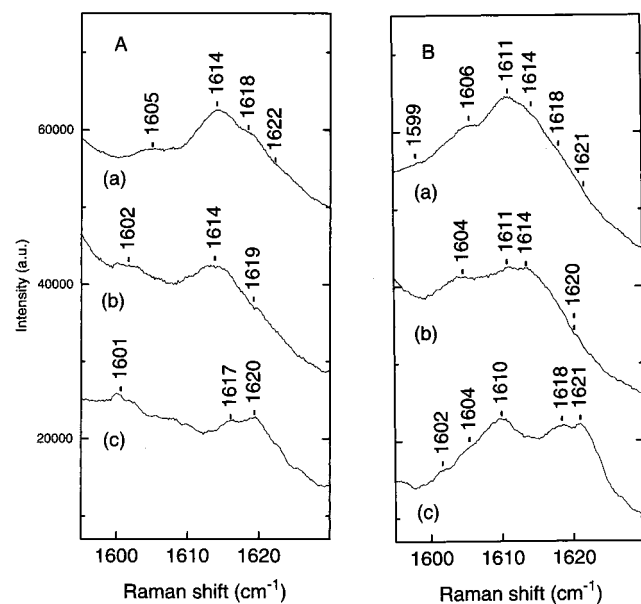 A
1605
1614
1618
1622
(a)
1602
1614
1619
(b)
1601
1617
1620
(c)
60000
40000
20000
Intensity (a.u.)
1600 1610 1620
Raman shift (cm⁻¹)
B
1599
1606
1611
1614
1618
1621
(a)
1604
1611
1614
1620
(b)
1602
1604
1610
1618
1621
(c)
1600 1610 1620
Raman shift (cm⁻¹)